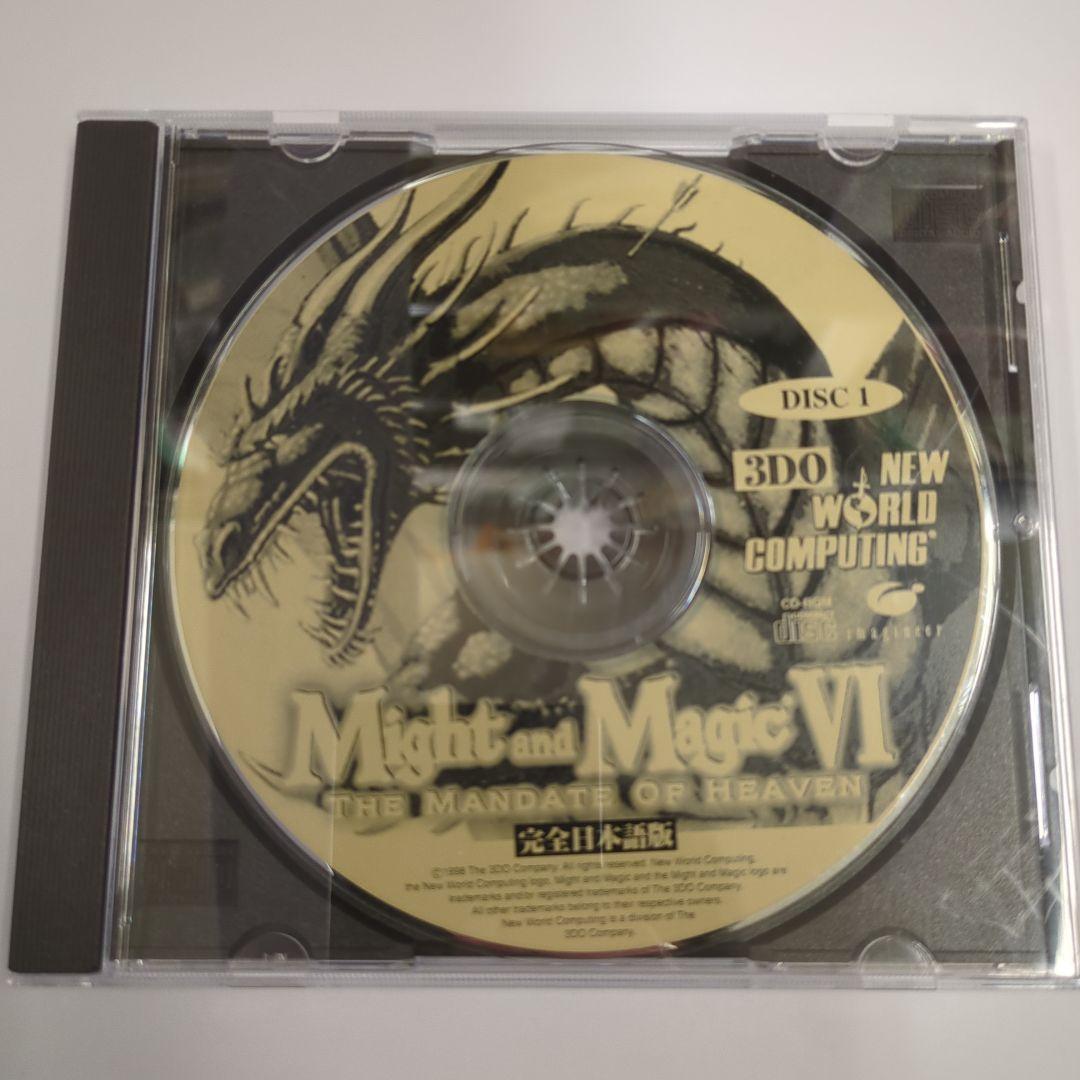 DISC 1
3DO
NEW
WORLD
COMPUTING®
CD-ROM
disc
imagineer
Might and Magic® VI
THE MANDATE OF HEAVEN
完全日本語版
©1998 The 3DO Company. All rights reserved. New World Computing,
the New World Computing logo, Might and Magic and the Might and Magic logo are
trademarks and/or registered trademarks of The 3DO Company.
All other trademarks belong to their respective owners.
New World Computing is a division of The
3DO Company.